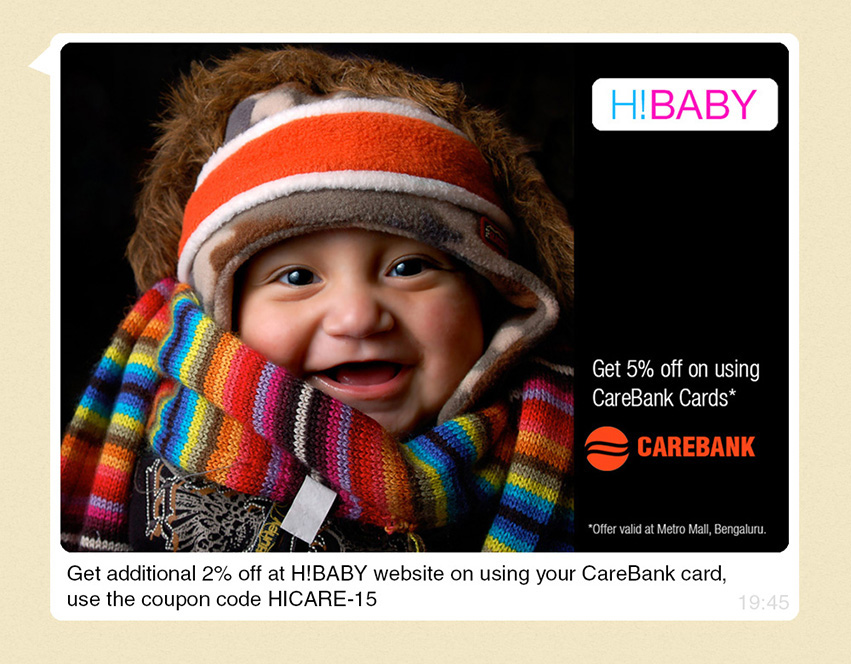 H!BABY
Get 5% off on using
CareBank Cards*
CAREBANK
*Offer valid at Metro Mall, Bengaluru.
Get additional 2% off at H!BABY website on using your CareBank card,
use the coupon code HICARE-15
19:45